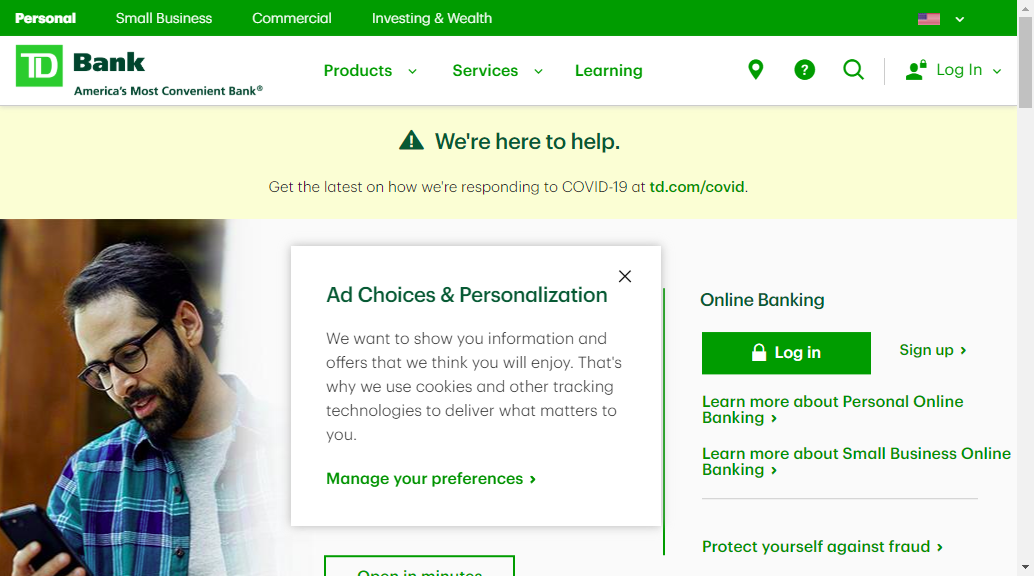 Personal Small Business Commercial Investing & Wealth
TD Bank
America's Most Convenient Bank®
Products Services Learning ? Log In
We're here to help.
Get the latest on how we're responding to COVID-19 at td.com/covid.
Ad Choices & Personalization
We want to show you information and
offers that we think you will enjoy. That's
why we use cookies and other tracking
technologies to deliver what matters to
you.
Manage your preferences ›
Open in minutes
Online Banking
Log in Sign up ›
Learn more about Personal Online
Banking ›
Learn more about Small Business Online
Banking ›
Protect yourself against fraud ›